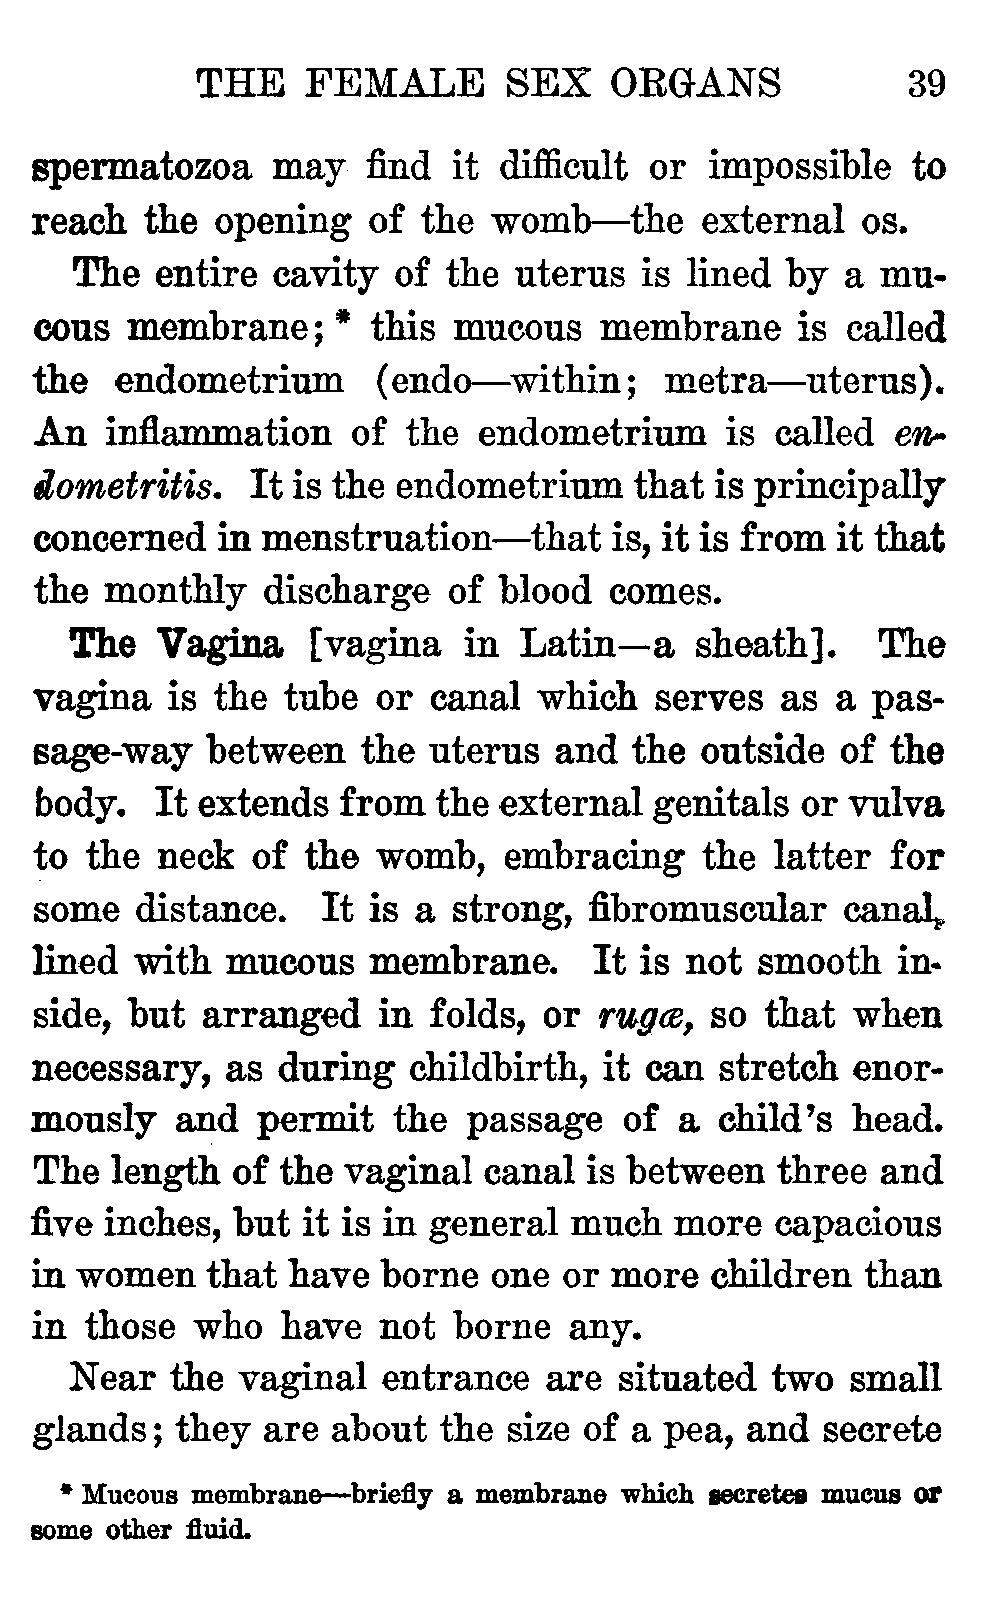 THE FEMALE SEX ORGANS 39
spermatozoa may find it difficult or impossible to
reach the opening of the womb—the external os.
The entire cavity of the uterus is lined by a mu-
cous membrane; * this mucous membrane is called
the endometrium (endo—within; metra—uterus).
An inflammation of the endometrium is called en-
dometritis. It is the endometrium that is principally
concerned in menstruation—that is, it is from it that
the monthly discharge of blood comes.
The Vagina [vagina in Latin—a sheath]. The
vagina is the tube or canal which serves as a pas-
sage-way between the uterus and the outside of the
body. It extends from the external genitals or vulva
to the neck of the womb, embracing the latter for
some distance. It is a strong, fibromuscular canal,
lined with mucous membrane. It is not smooth in-
side, but arranged in folds, or rugæ, so that when
necessary, as during childbirth, it can stretch enor-
mously and permit the passage of a child's head.
The length of the vaginal canal is between three and
five inches, but it is in general much more capacious
in women that have borne one or more children than
in those who have not borne any.
Near the vaginal entrance are situated two small
glands; they are about the size of a pea, and secrete
* Mucous membrane—briefly a membrane which secretes mucus or
some other fluid.